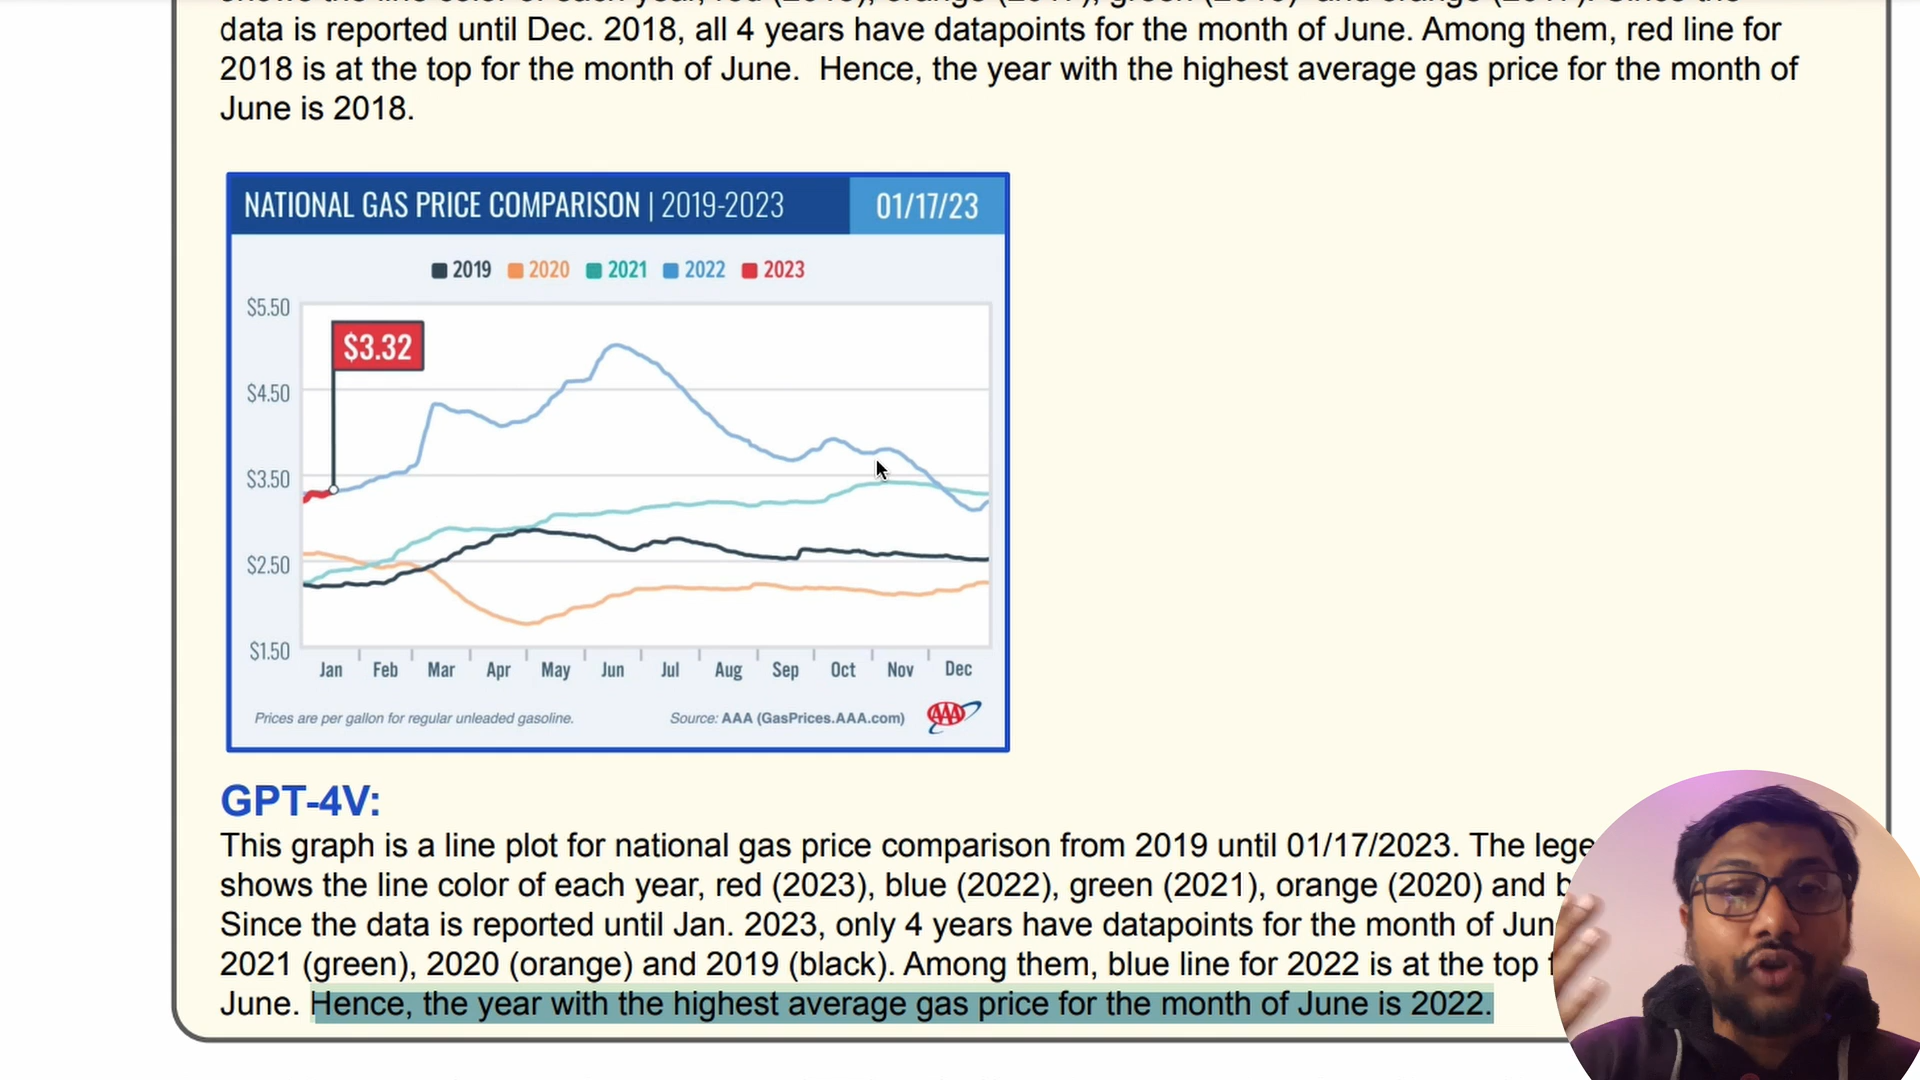 data is reported until Dec. 2018, all 4 years have datapoints for the month of June. Among them, red line for
2018 is at the top for the month of June. Hence, the year with the highest average gas price for the month of
June is 2018.
NATIONAL GAS PRICE COMPARISON | 2019-2023
01/17/23
2019 2020 2021 2022 2023
$5.50
$3.32
$4.50
$3.50
$2.50
$1.50
Jan Feb Mar Apr May Jun Jul Aug Sep Oct Nov Dec
Prices are per gallon for regular unleaded gasoline.
Source: AAA (GasPrices.AAA.com)
AAA
GPT-4V:
This graph is a line plot for national gas price comparison from 2019 until 01/17/2023. The
shows the line color of each year, red (2023), blue (2022), green (2021), orange (2020) and
Since the data is reported until Jan. 2023, only 4 years have datapoints for the month of
2021 (green), 2020 (orange) and 2019 (black). Among them, blue line for 2022 is at the top
June. Hence, the year with the highest average gas price for the month of June is 2022.